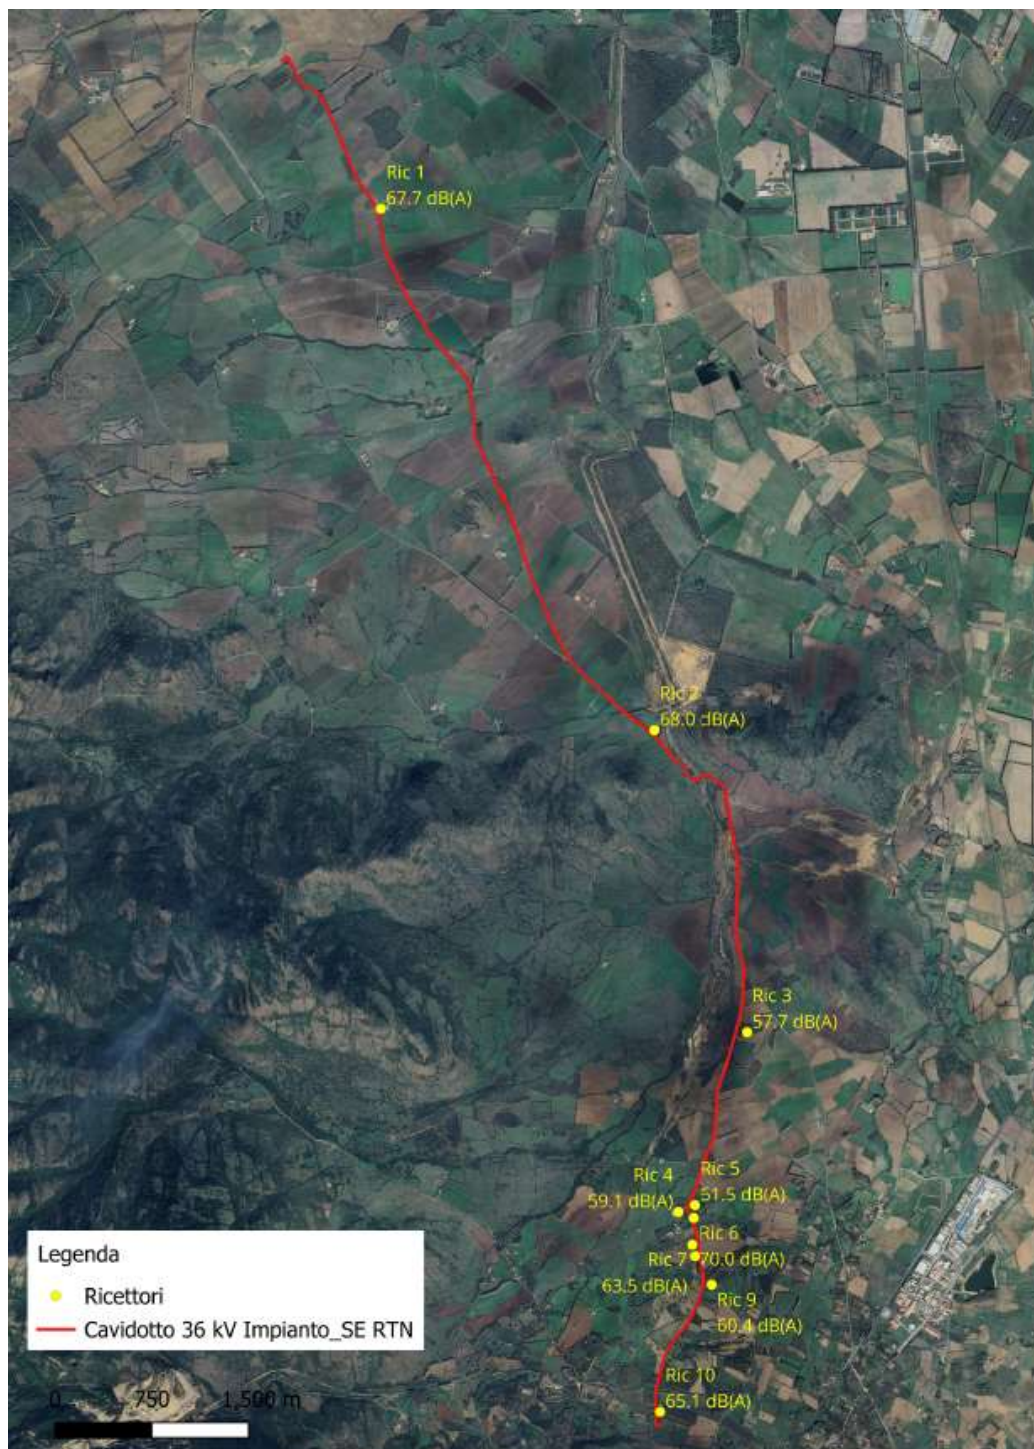 Ric 1
67.7 dB(A)
Ric 2
68.0 dB(A)
Ric 3
57.7 dB(A)
Ric 4
59.1 dB(A)
Ric 5
dB(A)
Ric 6
70.0 dB(A)
Ric 7
63.5 dB(A)
Ric 9
60.4 dB(A)
Ric 10
65.1 dB(A)
Legenda
Ricettori
Cavidotto 36 kV Impianto_SE RTN
0 750 1,500 m